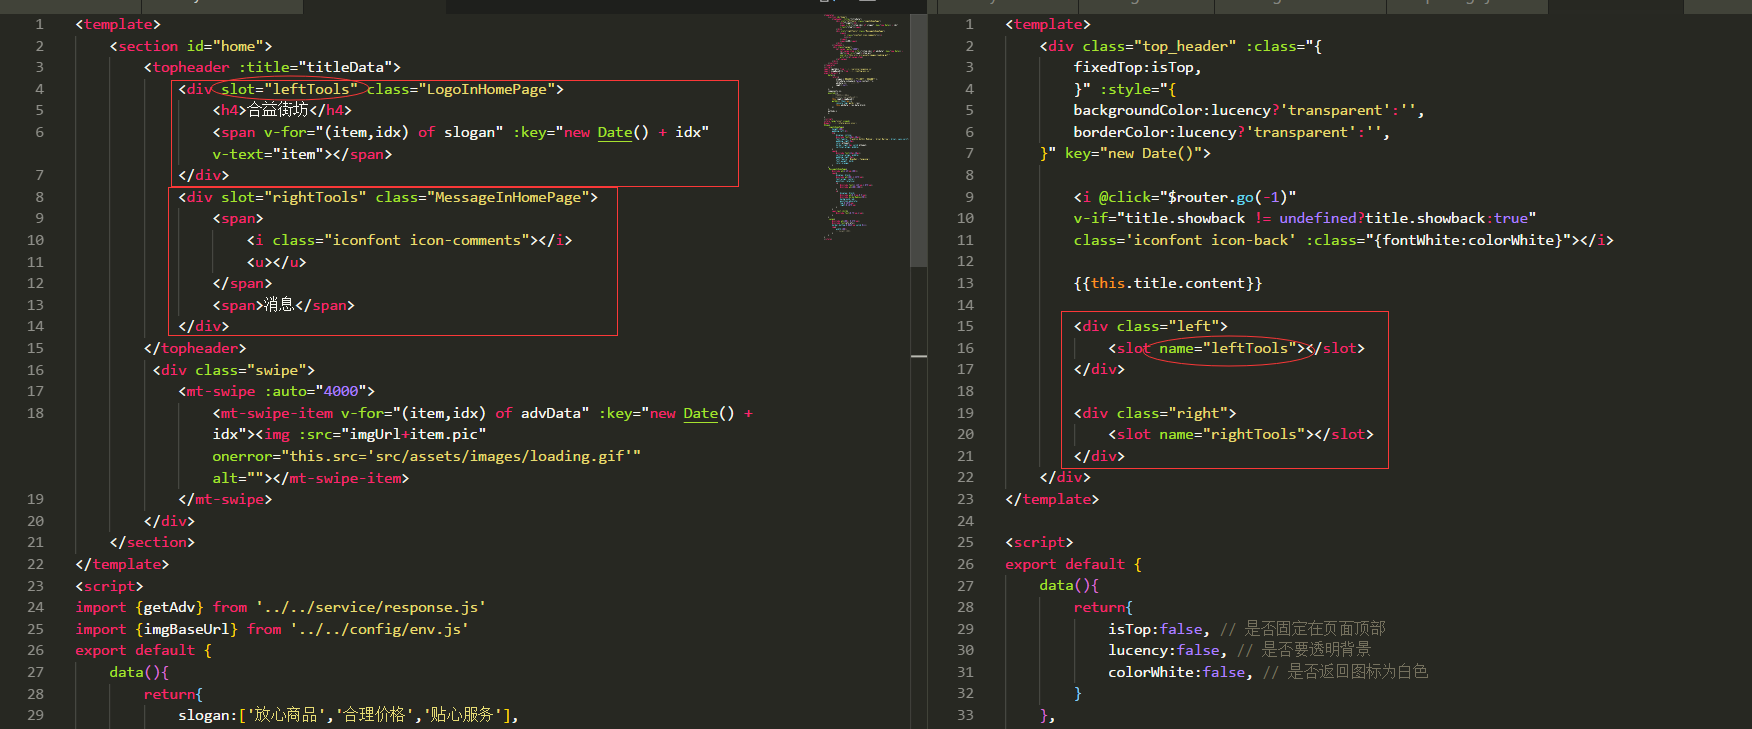 1 <template>
2 <section id="home">
3 <topheader :title="titleData">
4 <div slot="leftTools" class="LogoInHomePage">
5 <h4>合益街坊</h4>
6 <span v-for="(item,idx) of slogan" :key="new Date() + idx"
v-text="item"></span>
7 </div>
8 <div slot="rightTools" class="MessageInHomePage">
9 <span>
10 <i class="iconfont icon-comments"></i>
11 <u></u>
12 </span>
13 <span>消息</span>
14 </div>
15 </topheader>
16 <div class="swipe">
17 <mt-swipe :auto="4000">
18 <mt-swipe-item v-for="(item,idx) of advData" :key="new Date() +
idx"><img :src="imgUrl+item.pic"
onerror="this.src='src/assets/images/loading.gif'"
alt=""></mt-swipe-item>
19 </mt-swipe>
20 </div>
21 </section>
22 </template>
23 <script>
24 import {getAdv} from '../../service/response.js'
25 import {imgBaseUrl} from '../../config/env.js'
26 export default {
27 data(){
28 return{
29 slogan:['放心商品','合理价格','贴心服务'],
1 <template>
2 <div class="top_header" :class="{
3 fixedTop:isTop,
4 }" :style="{
5 backgroundColor:lucency?'transparent':'',
6 borderColor:lucency?'transparent':'',
7 }" key="new Date()">
8
9 <i @click="$router.go(-1)"
10 v-if="title.showback != undefined?title.showback:true"
11 class='iconfont icon-back' :class="{fontWhite:colorWhite}"></i>
12
13 {{this.title.content}}
14
15 <div class="left">
16 <slot name="leftTools"></slot>
17 </div>
18
19 <div class="right">
20 <slot name="rightTools"></slot>
21 </div>
22 </div>
23 </template>
24
25 <script>
26 export default {
27 data(){
28 return{
29 isTop:false, // 是否固定在页面顶部
30 lucency:false, // 是否要透明背景
31 colorWhite:false, // 是否返回图标为白色
32 }
33 },